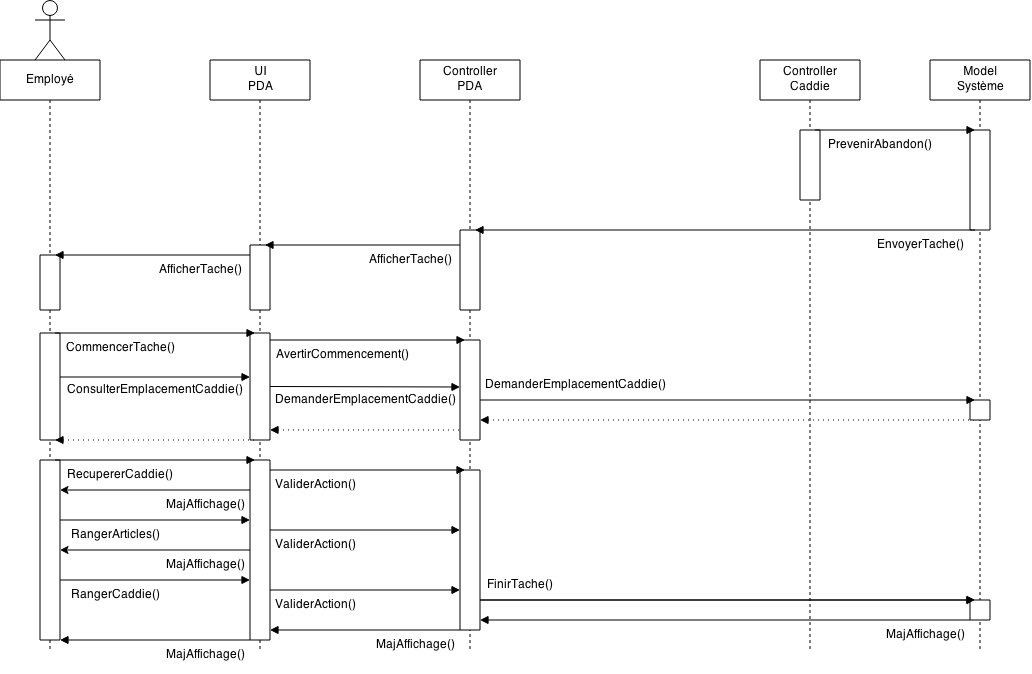 Employé
UI
PDA
Controller
PDA
Controller
Caddie
Model
Système
PrevenirAbandon()
EnvoyerTache()
AfficherTache()
AfficherTache()
CommencerTache()
AvertirCommencement()
ConsulterEmplacementCaddie()
DemanderEmplacementCaddie()
DemanderEmplacementCaddie()
RecupererCaddie()
ValiderAction()
MajAffichage()
RangerArticles()
ValiderAction()
MajAffichage()
RangerCaddie()
ValiderAction()
FinirTache()
MajAffichage()
MajAffichage()
MajAffichage()